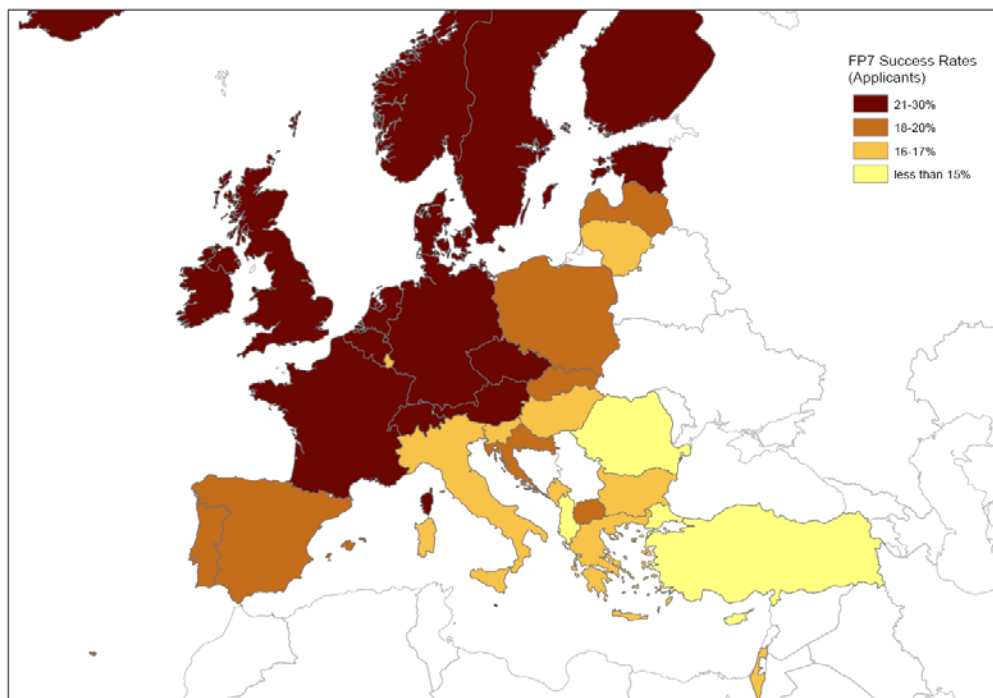 FP7 Success Rates
(Applicants)
21-30%
18-20%
16-17%
less than 15%